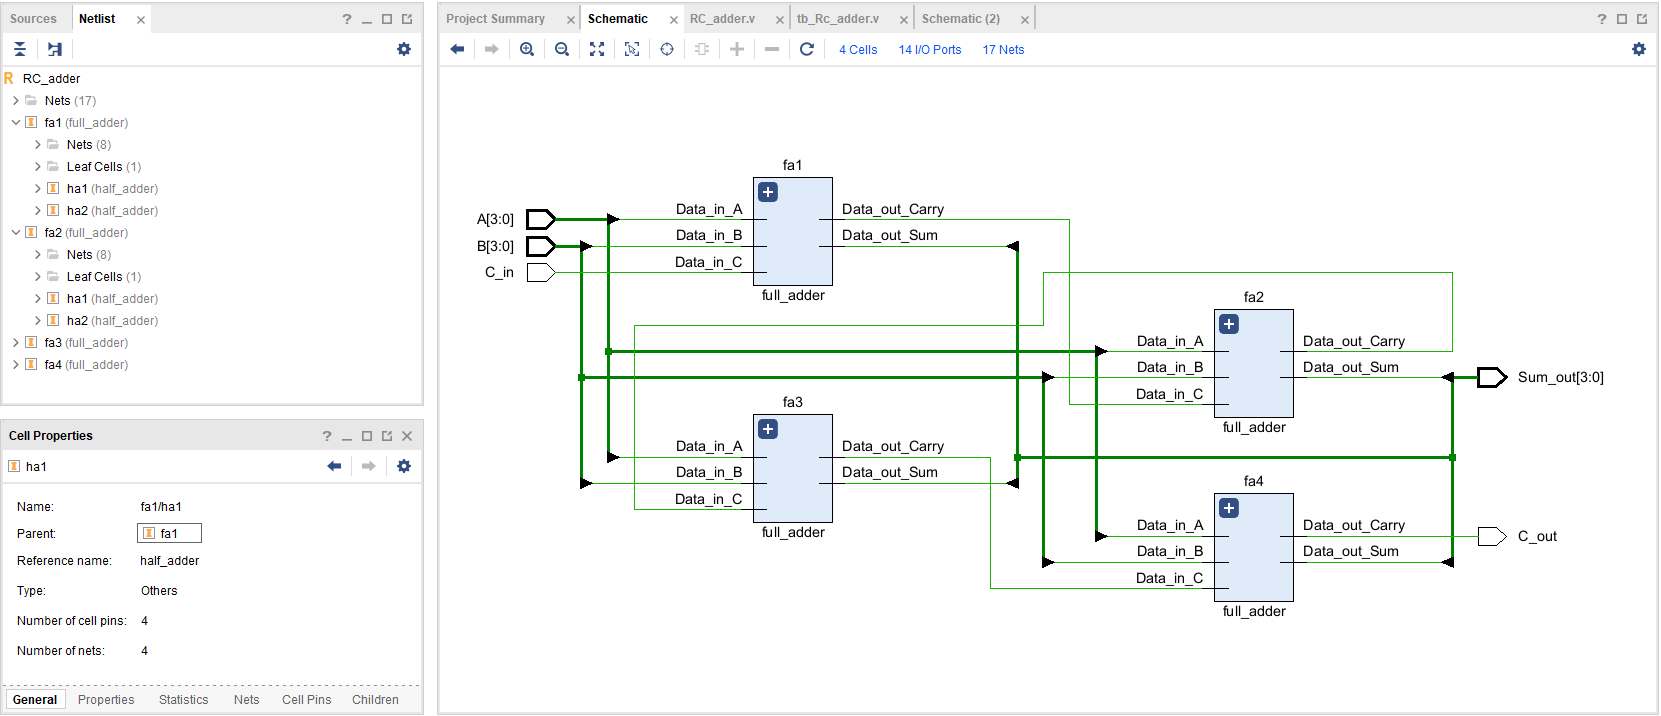 Sources
Netlist
?
RC_adder
Nets (17)
fa1 (full_adder)
Nets (8)
Leaf Cells (1)
ha1 (half_adder)
ha2 (half_adder)
fa2 (full_adder)
Nets (8)
Leaf Cells (1)
ha1 (half_adder)
ha2 (half_adder)
fa3 (full_adder)
fa4 (full_adder)
Cell Properties
?
ha1
Name: fa1/ha1
Parent: fa1
Reference name: half_adder
Type: Others
Number of cell pins: 4
Number of nets: 4
General Properties Statistics Nets Cell Pins Children
Project Summary
Schematic
RC_adder.v
tb_Rc_adder.v
Schematic (2)
?
4 Cells 14 I/O Ports 17 Nets
A[3:0]
B[3:0]
C_in
fa1
Data_in_A
Data_in_B
Data_in_C
Data_out_Carry
Data_out_Sum
full_adder
fa2
Data_in_A
Data_in_B
Data_in_C
Data_out_Carry
Data_out_Sum
full_adder
Sum_out[3:0]
fa3
Data_in_A
Data_in_B
Data_in_C
Data_out_Carry
Data_out_Sum
full_adder
fa4
Data_in_A
Data_in_B
Data_in_C
Data_out_Carry
Data_out_Sum
full_adder
C_out